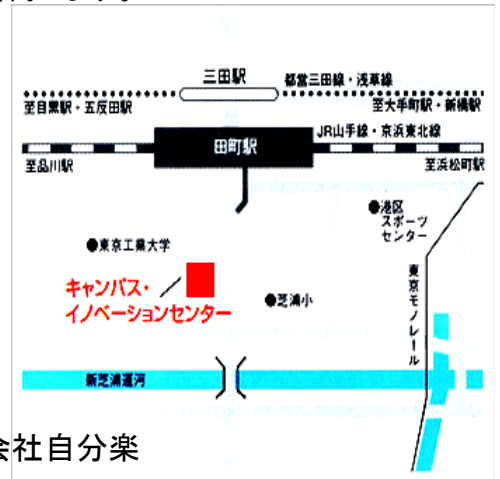 三田駅
都営三田線・浅草線
至目黒駅・五反田駅
至大手町駅・新橋駅
JR山手線・京浜東北線
田町駅
至品川駅
至浜松町駅
●港区
スポーツ
センター
●東京工業大学
キャンパス・
イノベーションセンター
●芝浦小
東京モノレール
新芝浦運河
会社自分楽